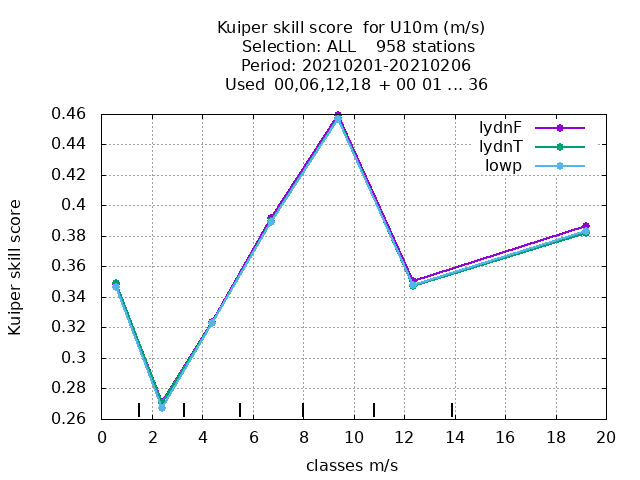 Kuiper skill score  for U10m (m/s)
Selection: ALL    958 stations
Period: 20210201-20210206
Used  00,06,12,18  + 00 01 ... 36
lydnF
lydnT
lowp
Kuiper skill score
0.46
0.44
0.42
0.4
0.38
0.36
0.34
0.32
0.3
0.28
0.26
0 2 4 6 8 10 12 14 16 18 20
classes m/s